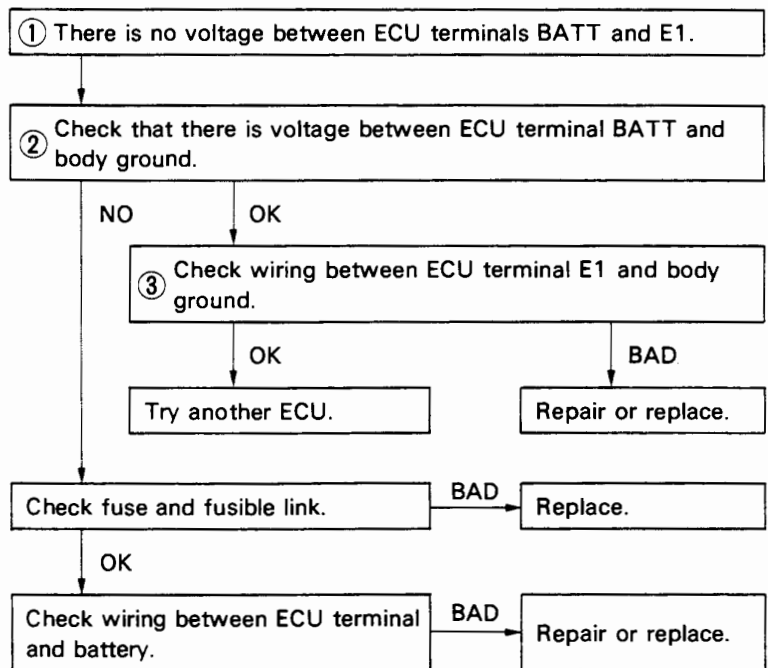 ① There is no voltage between ECU terminals BATT and E1.
② Check that there is voltage between ECU terminal BATT and
body ground.
NO
OK
③ Check wiring between ECU terminal E1 and body
ground.
OK
BAD
Try another ECU.
Repair or replace.
Check fuse and fusible link.
BAD
Replace.
OK
Check wiring between ECU terminal
and battery.
BAD
Repair or replace.